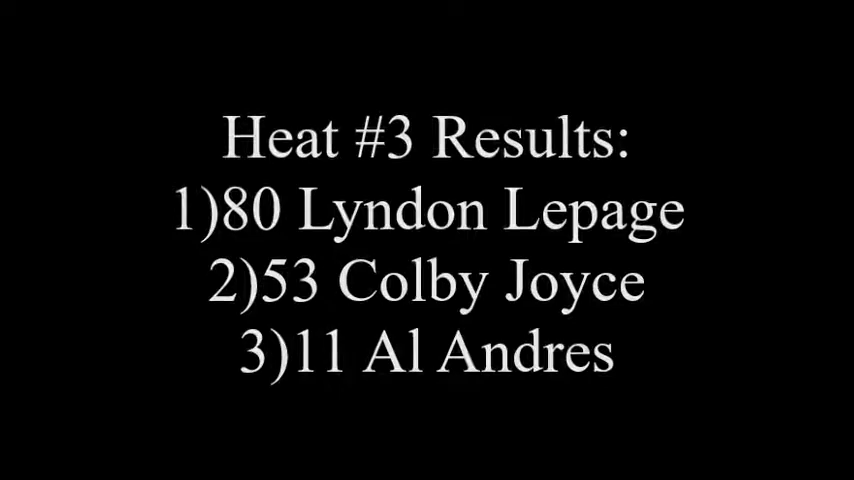 Heat #3 Results:
1)80 Lyndon Lepage
2)53 Colby Joyce
3)11 Al Andres